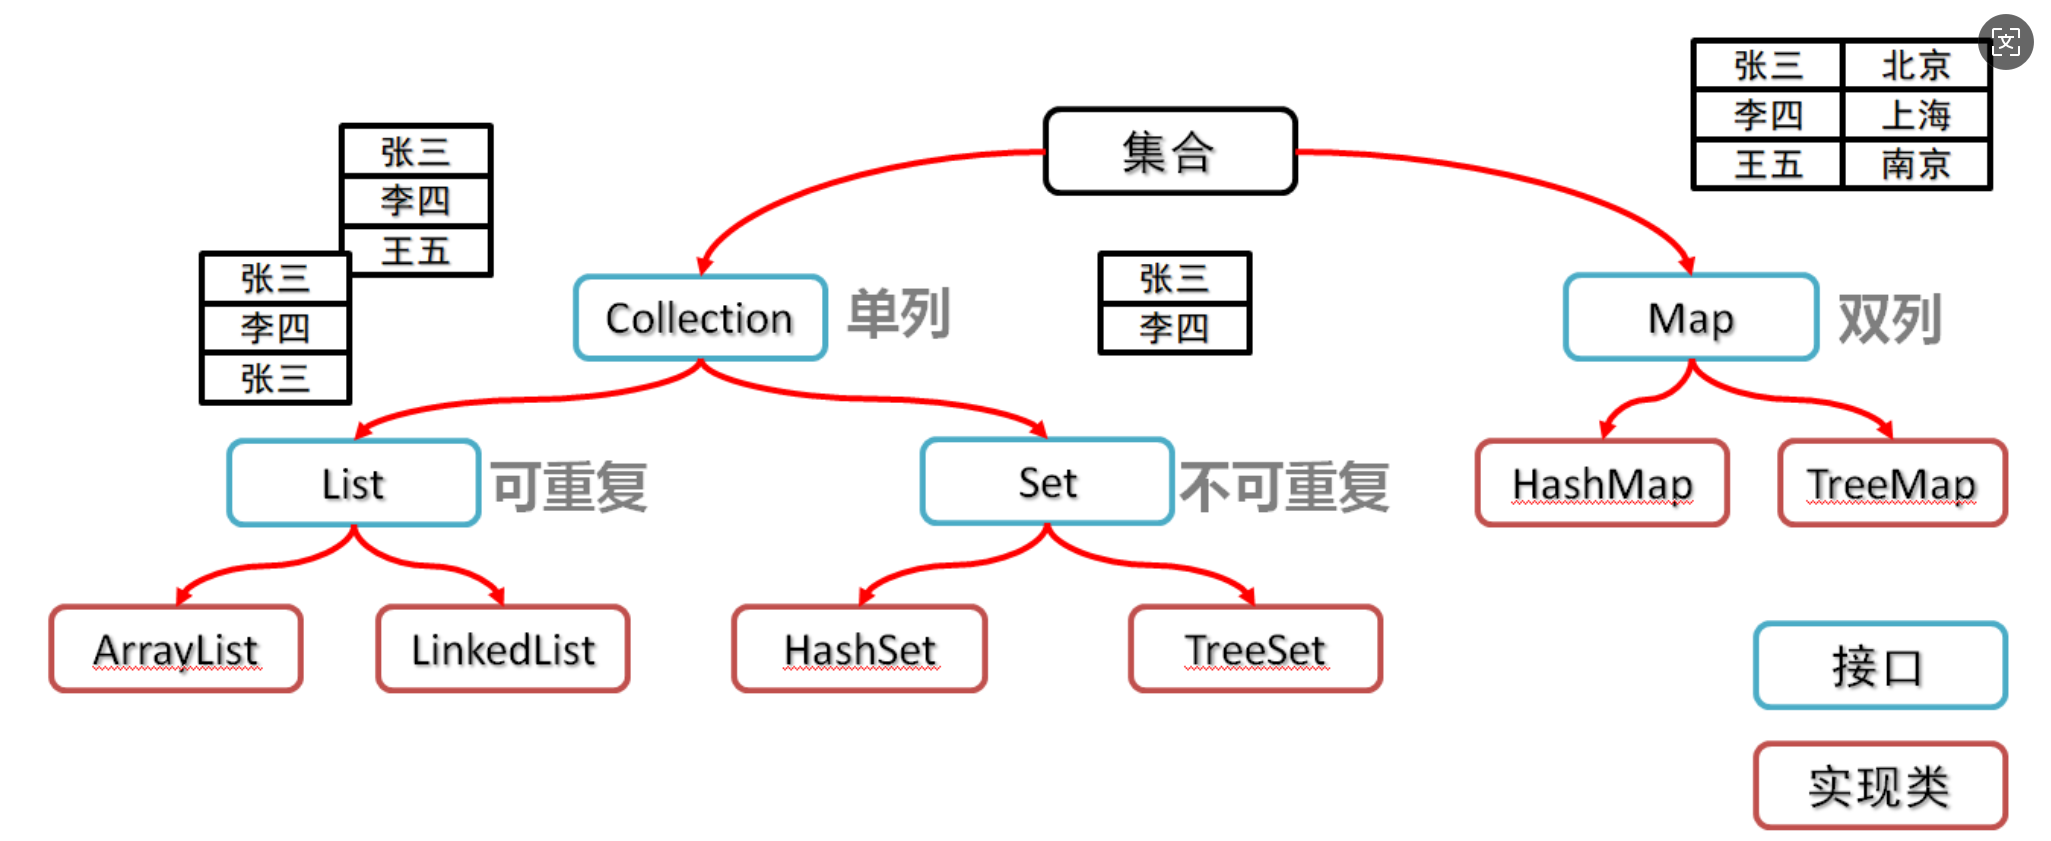 集合
张三 北京
李四 上海
王五 南京
张三
李四
王五
张三
李四
张三
Collection
单列
张三
李四
Map
双列
List
可重复
Set
不可重复
HashMap
TreeMap
ArrayList
LinkedList
HashSet
TreeSet
接口
实现类
文